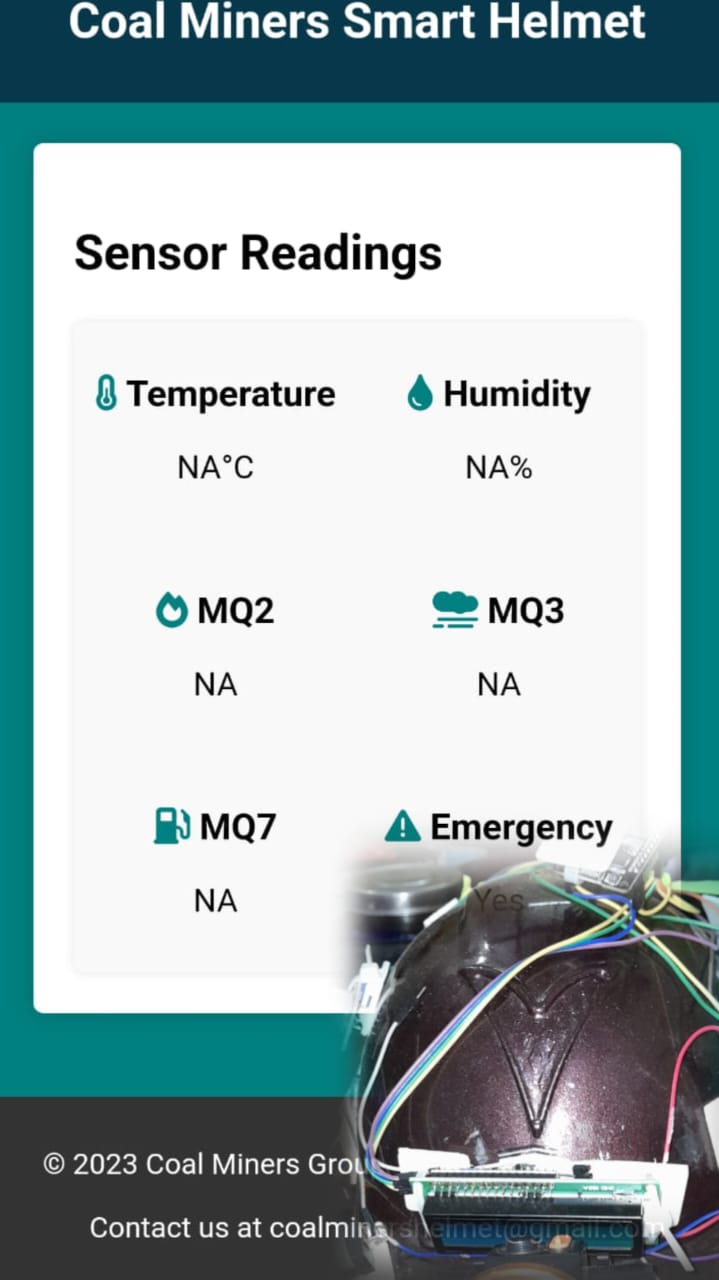 Coal Miners Smart Helmet
Sensor Readings
Temperature
Humidity
NA°C
NA%
MQ2
MQ3
NA
NA
MQ7
Emergency
NA
Yes
© 2023 Coal Miners Grou
Contact us at coalminershelmet@gmail.com